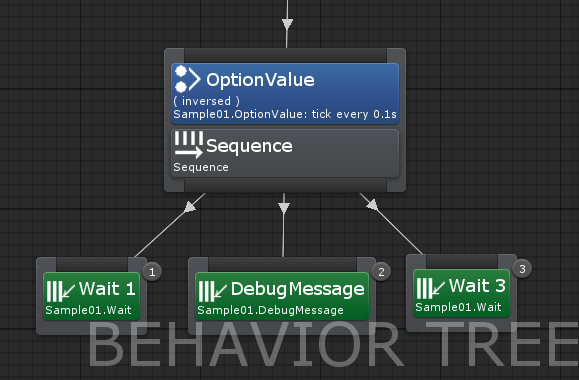 OptionValue
( inversed )
Sample01.OptionValue: tick every 0.1s
Sequence
Sequence
1
Wait 1
Sample01.Wait
2
DebugMessage
Sample01.DebugMessage
3
Wait 3
Sample01.Wait
BEHAVIOR TREE